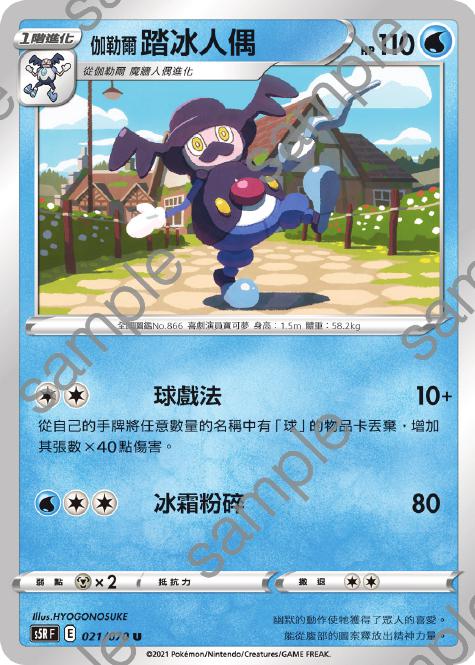 1階進化
伽勒爾 踏冰人偶 HP 110
從伽勒爾 魔牆人偶進化
全國圖鑑No.866 喜劇演員寶可夢 身高：1.5m 體重：58.2kg
球戲法 10+
從自己的手牌將任意數量的名稱中有「球」的物品卡丟棄，增加
其張數×40點傷害。
冰霜粉碎 80
弱點 ×2 抵抗力 撤退
Illus.HYOGONOSUKE
s5R F E 021/070 U
幽默的動作使牠獲得了眾人的喜愛。
能從腹部的圖案釋放出精神力量。
©2021 Pokémon/Nintendo/Creatures/GAME FREAK.
sample
sample
sample
sample
sample
sample